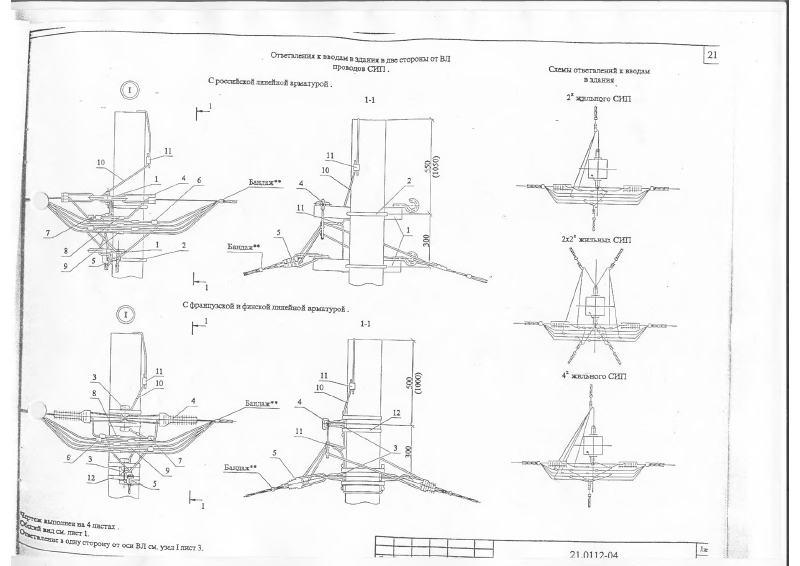 21
Ответвления к вводам в здания в две стороны от ВЛ
проводов СИП .
Схемы ответвлений к вводам
в здания
С российской линейной арматурой .
I
1
1-1
2х жильного СИП
11
10
1
4
6
Бандаж**
7
8
9
5
1
2
1
11
10
4
2
11
1
5
Бандаж**
550
(1050)
300
2х2х жильных СИП
С французской и финской линейной арматурой .
I
1
1-1
4х жильного СИП
11
3
10
8
4
Бандаж**
6
7
3
9
12
5
1
11
10
4
12
11
3
5
Бандаж**
500
(1000)
300
Чертеж выполнен на 4 листах .
Общий вид см. лист 1.
Ответвление в одну сторону от оси ВЛ см. узел I лист 3.
21.0112-04